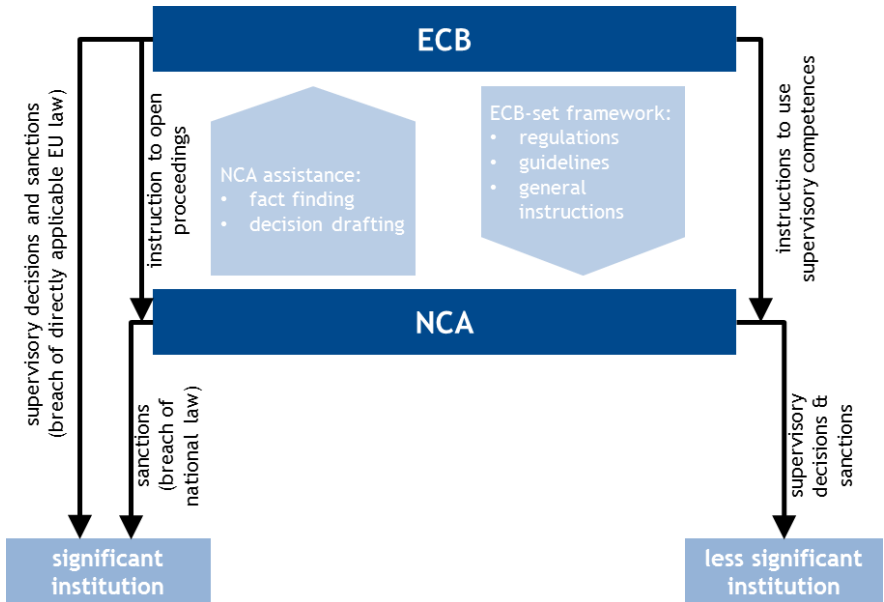 ECB
supervisory decisions and sanctions
(breach of directly applicable EU law)
instruction to open
proceedings
NCA assistance:
• fact finding
• decision drafting
ECB-set framework:
• regulations
• guidelines
• general
instructions
instructions to use
supervisory competences
NCA
sanctions
(breach of
national law)
supervisory
decisions &
sanctions
significant
institution
less significant
institution